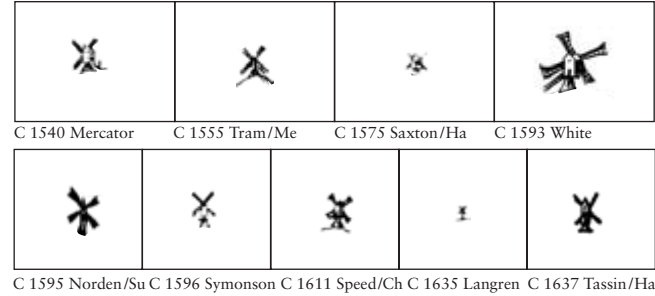 C 1540 Mercator C 1555 Tram/Me C 1575 Saxton/Ha C 1593 White
C 1595 Norden/Su C 1596 Symonson C 1611 Speed/Ch C 1635 Langren C 1637 Tassin/Ha